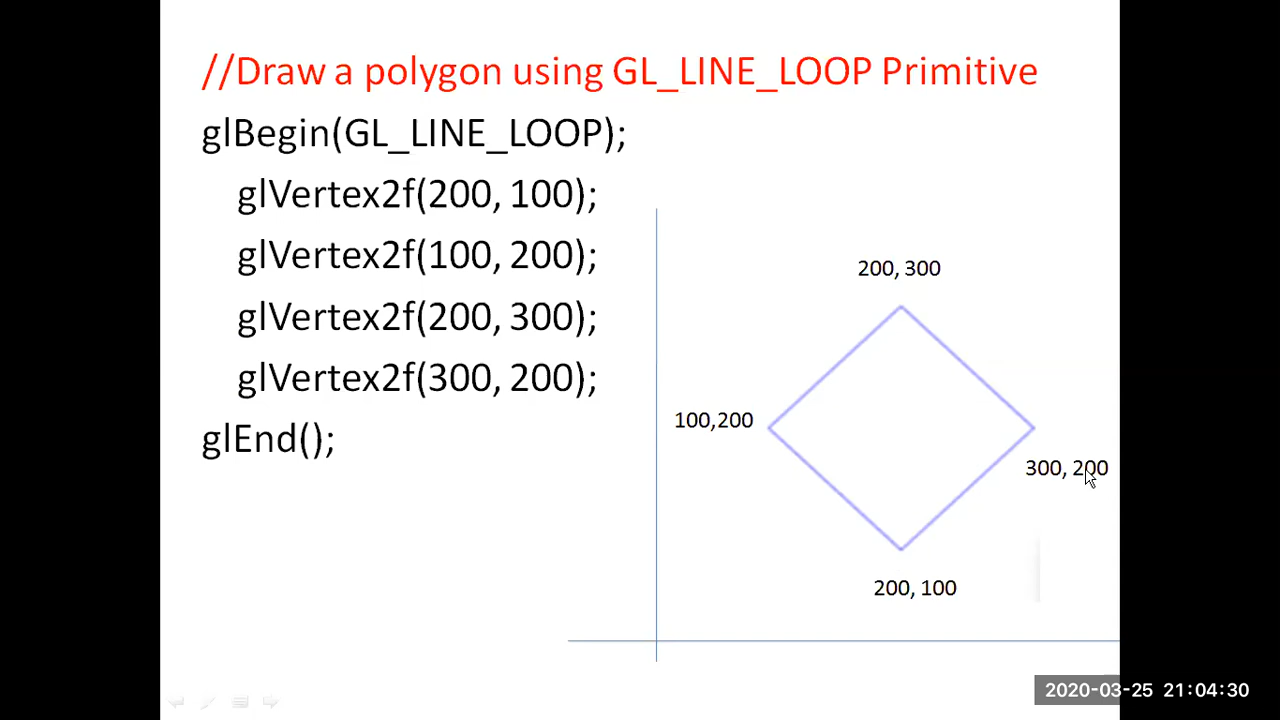 //Draw a polygon using GL_LINE_LOOP Primitive
glBegin(GL_LINE_LOOP);
glVertex2f(200, 100);
glVertex2f(100, 200);
glVertex2f(200, 300);
glVertex2f(300, 200);
glEnd();
200, 300
100,200
300, 200
200, 100
2020-03-25 21:04:30